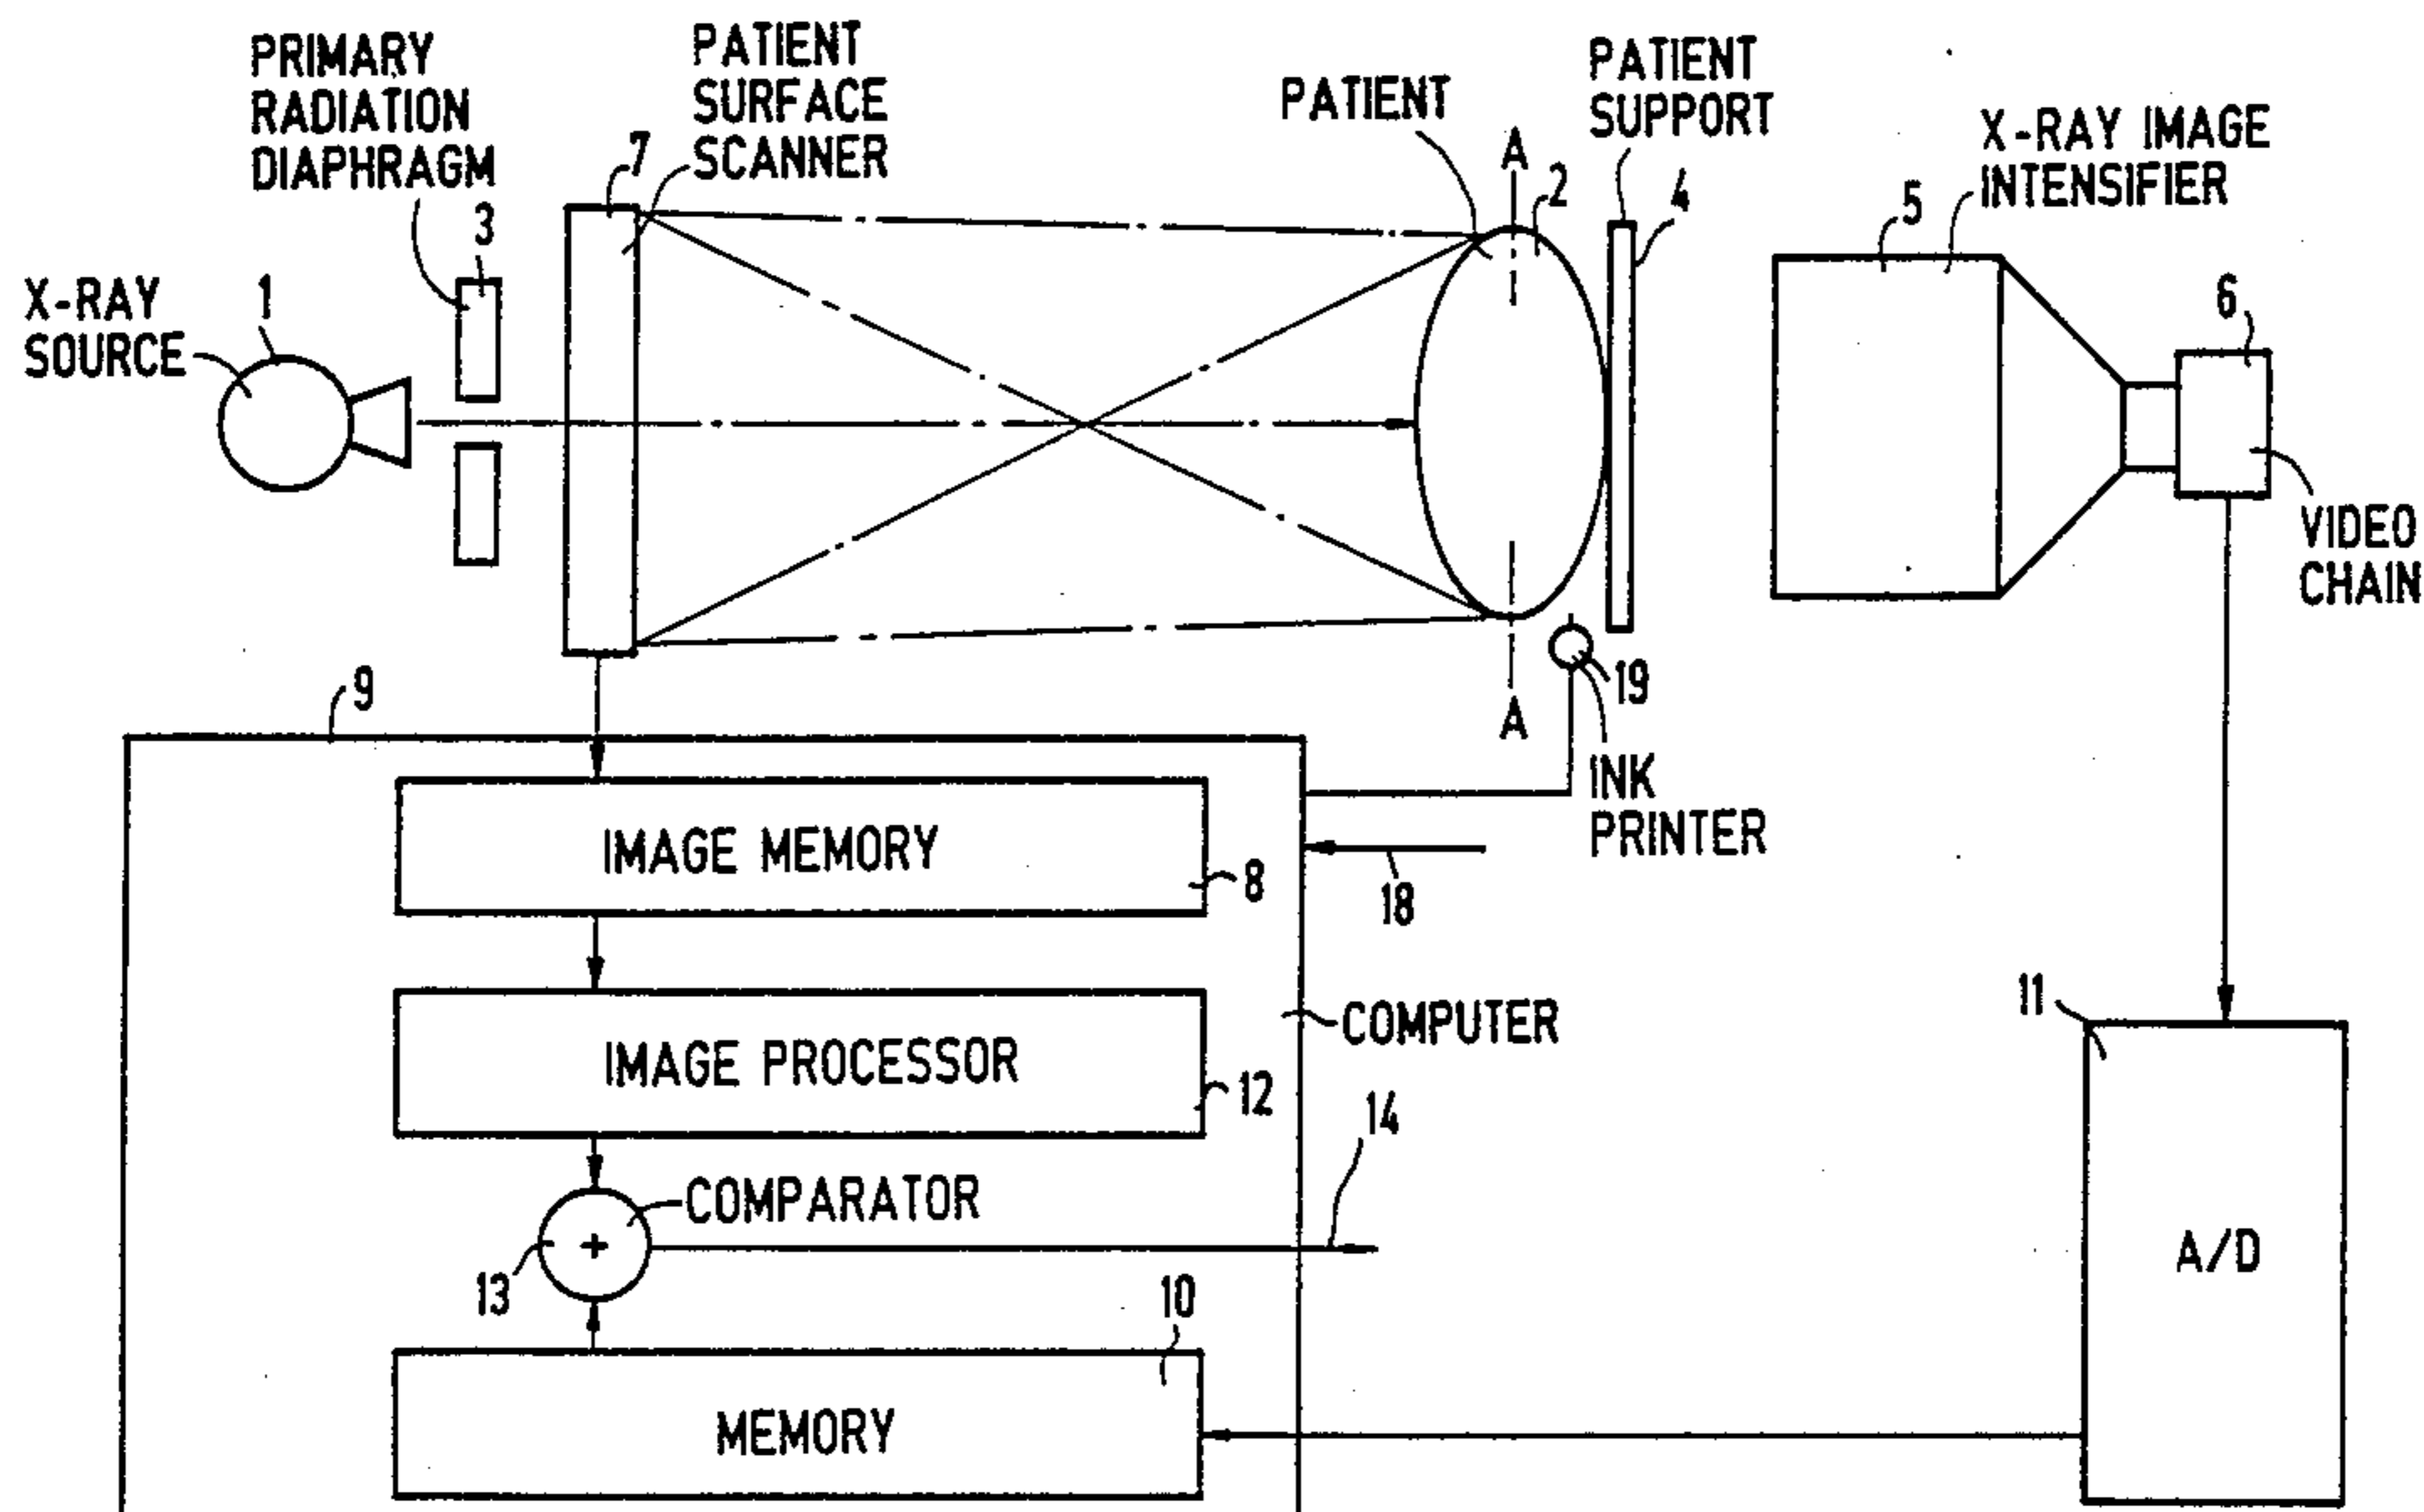 PRIMARY
RADIATION
DIAPHRAGM
3
7
PATIENT
SURFACE
SCANNER
PATIENT
A
2
PATIENT
SUPPORT
4
X-RAY IMAGE
INTENSIFIER
5
6
X-RAY
SOURCE
1
VIDEO
CHAIN
19
A
INK
PRINTER
9
IMAGE MEMORY
8
18
IMAGE PROCESSOR
12
COMPUTER
14
11
COMPARATOR
+
13
A/D
10
MEMORY